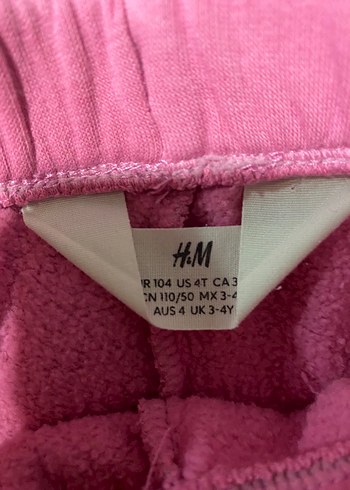 H&M
R 104 US 4T CA 3
CN 110/50 MX 3-4
AUS 4 UK 3-4Y